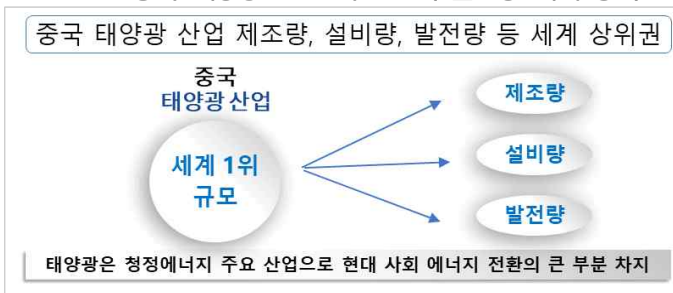 중국 태양광 산업 제조량, 설비량, 발전량 등 세계 상위권
중국
태양광 산업
세계 1위
규모
제조량
설비량
발전량
태양광은 청정에너지 주요 산업으로 현대 사회 에너지 전환의 큰 부분 차지